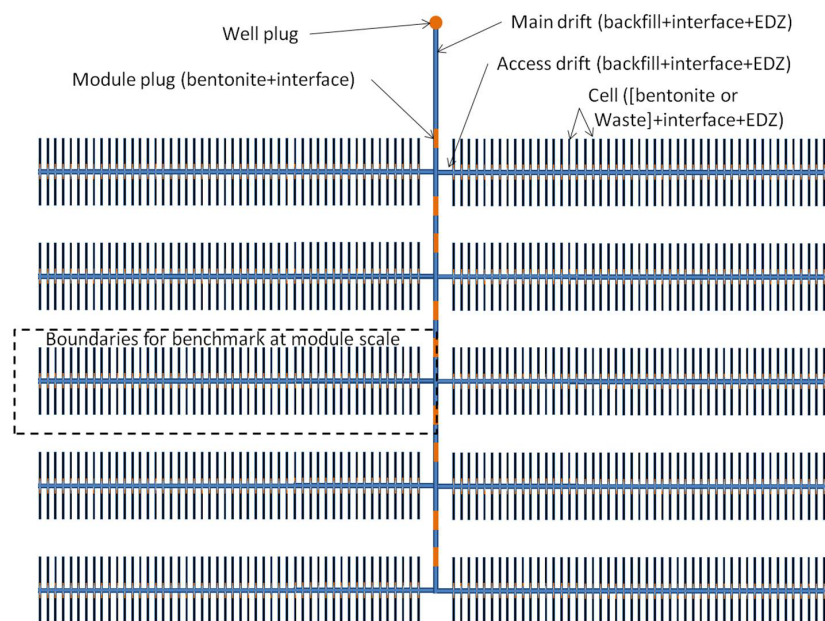 Well plug
Main drift (backfill+interface+EDZ)
Access drift (backfill+interface+EDZ)
Module plug (bentonite+interface)
Cell ([bentonite or
Waste]+interface+EDZ)
Boundaries for benchmark at module scale